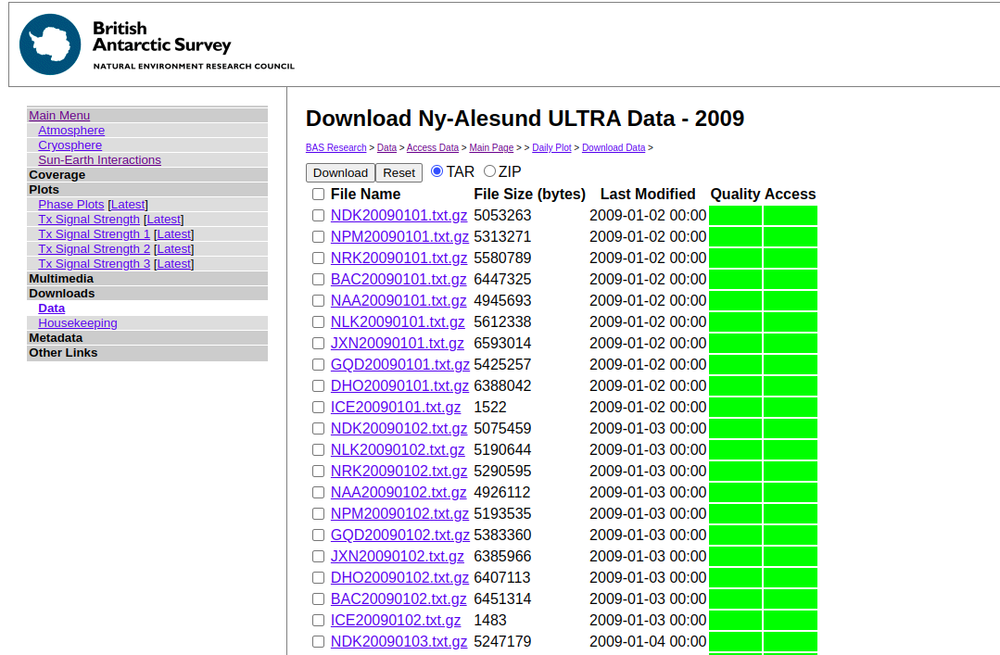 British
Antarctic Survey
NATURAL ENVIRONMENT RESEARCH COUNCIL
Main Menu
Atmosphere
Cryosphere
Sun-Earth Interactions
Coverage
Plots
Phase Plots [Latest]
Tx Signal Strength [Latest]
Tx Signal Strength 1 [Latest]
Tx Signal Strength 2 [Latest]
Tx Signal Strength 3 [Latest]
Multimedia
Downloads
Data
Housekeeping
Metadata
Other Links
Download Ny-Alesund ULTRA Data - 2009
BAS Research > Data > Access Data > Main Page > > Daily Plot > Download Data >
Download Reset TAR ZIP
File Name File Size (bytes) Last Modified Quality Access
NDK20090101.txt.gz 5053263 2009-01-02 00:00
NPM20090101.txt.gz 5313271 2009-01-02 00:00
NRK20090101.txt.gz 5580789 2009-01-02 00:00
BAC20090101.txt.gz 6447325 2009-01-02 00:00
NAA20090101.txt.gz 4945693 2009-01-02 00:00
NLK20090101.txt.gz 5612338 2009-01-02 00:00
JXN20090101.txt.gz 6593014 2009-01-02 00:00
GQD20090101.txt.gz 5425257 2009-01-02 00:00
DHO20090101.txt.gz 6388042 2009-01-02 00:00
ICE20090101.txt.gz 1522 2009-01-02 00:00
NDK20090102.txt.gz 5075459 2009-01-03 00:00
NLK20090102.txt.gz 5190644 2009-01-03 00:00
NRK20090102.txt.gz 5290595 2009-01-03 00:00
NAA20090102.txt.gz 4926112 2009-01-03 00:00
NPM20090102.txt.gz 5193535 2009-01-03 00:00
GQD20090102.txt.gz 5383360 2009-01-03 00:00
JXN20090102.txt.gz 6385966 2009-01-03 00:00
DHO20090102.txt.gz 6407113 2009-01-03 00:00
BAC20090102.txt.gz 6451314 2009-01-03 00:00
ICE20090102.txt.gz 1483 2009-01-03 00:00
NDK20090103.txt.gz 5247179 2009-01-04 00:00